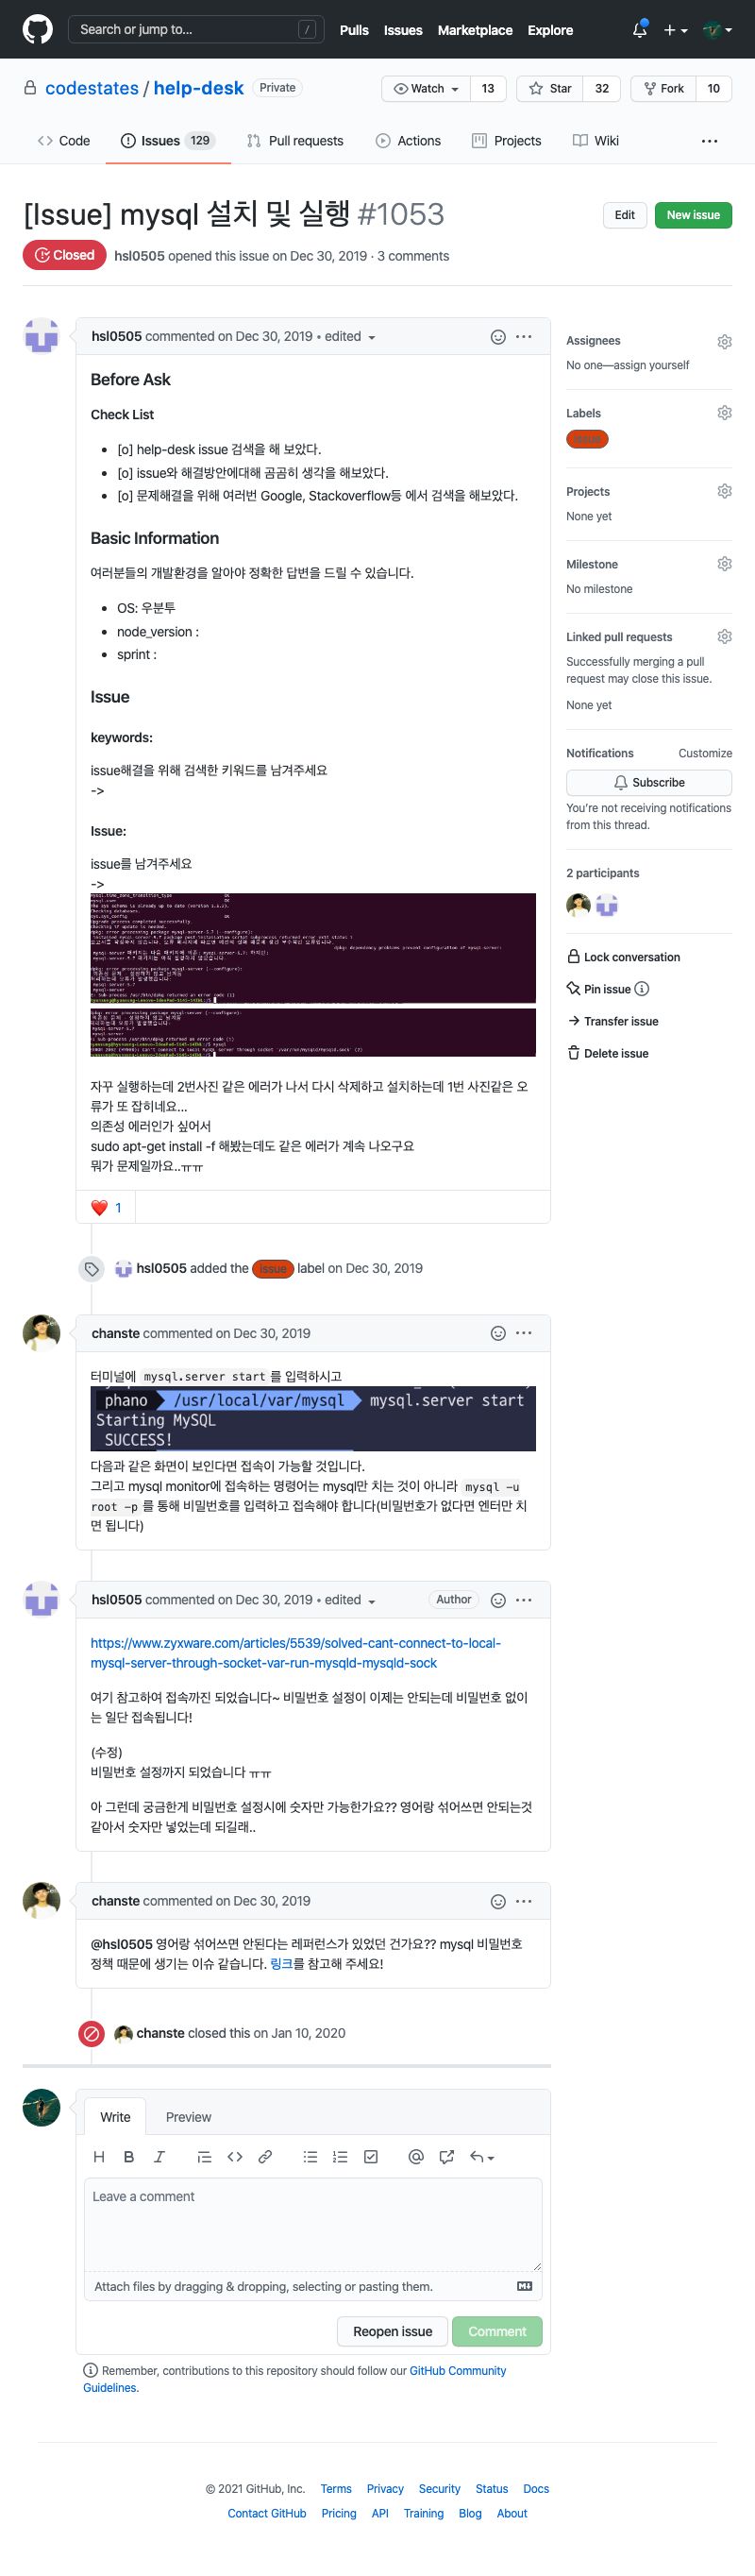 Search or jump to...
/
Pulls Issues Marketplace Explore
codestates / help-desk Private
Watch 13
Star 32
Fork 10
Code
Issues 129
Pull requests
Actions
Projects
Wiki
[Issue] mysql 설치 및 실행 #1053
Edit
New issue
Closed
hsl0505 opened this issue on Dec 30, 2019 · 3 comments
hsl0505 commented on Dec 30, 2019 • edited
Before Ask
Check List
[o] help-desk issue 검색을 해 보았다.
[o] issue와 해결방안에대해 곰곰히 생각을 해보았다.
[o] 문제해결을 위해 여러번 Google, Stackoverflow등 에서 검색을 해보았다.
Basic Information
여러분들의 개발환경을 알아야 정확한 답변을 드릴 수 있습니다.
OS: 우분투
node_version :
sprint :
Issue
keywords:
issue해결을 위해 검색한 키워드를 남겨주세요
->
Issue:
issue를 남겨주세요
->
자꾸 실행하는데 2번사진 같은 에러가 나서 다시 삭제하고 설치하는데 1번 사진같은 오
류가 또 잡히네요...
의존성 에러인가 싶어서
sudo apt-get install -f 해봤는데도 같은 에러가 계속 나오구요
뭐가 문제일까요..ㅠㅠ
1
hsl0505 added the issue label on Dec 30, 2019
chanste commented on Dec 30, 2019
터미널에 mysql.server start 를 입력하시고
phano /usr/local/var/mysql mysql.server start
Starting MySQL
SUCCESS!
다음과 같은 화면이 보인다면 접속이 가능할 것입니다.
그리고 mysql monitor에 접속하는 명령어는 mysql만 치는 것이 아니라 mysql -u
root -p 를 통해 비밀번호를 입력하고 접속해야 합니다(비밀번호가 없다면 엔터만 치
면 됩니다)
hsl0505 commented on Dec 30, 2019 • edited
Author
https://www.zyxware.com/articles/5539/solved-cant-connect-to-local-
mysql-server-through-socket-var-run-mysqld-mysqld-sock
여기 참고하여 접속까진 되었습니다~ 비밀번호 설정이 이제는 안되는데 비밀번호 없이
는 일단 접속됩니다!
(수정)
비밀번호 설정까지 되었습니다 ㅠㅠ
아 그런데 궁금한게 비밀번호 설정시에 숫자만 가능한가요?? 영어랑 섞어쓰면 안되는것
같아서 숫자만 넣었는데 되길래..
chanste commented on Dec 30, 2019
@hsl0505 영어랑 섞어쓰면 안된다는 레퍼런스가 있었던 건가요?? mysql 비밀번호
정책 때문에 생기는 이슈 같습니다. 링크를 참고해 주세요!
chanste closed this on Jan 10, 2020
Write
Preview
Leave a comment
Attach files by dragging & dropping, selecting or pasting them.
Reopen issue
Comment
Remember, contributions to this repository should follow our GitHub Community
Guidelines.
Assignees
No one—assign yourself
Labels
issue
Projects
None yet
Milestone
No milestone
Linked pull requests
Successfully merging a pull
request may close this issue.
None yet
Notifications
Customize
Subscribe
You're not receiving notifications
from this thread.
2 participants
Lock conversation
Pin issue
Transfer issue
Delete issue
© 2021 GitHub, Inc. Terms Privacy Security Status Docs
Contact GitHub Pricing API Training Blog About